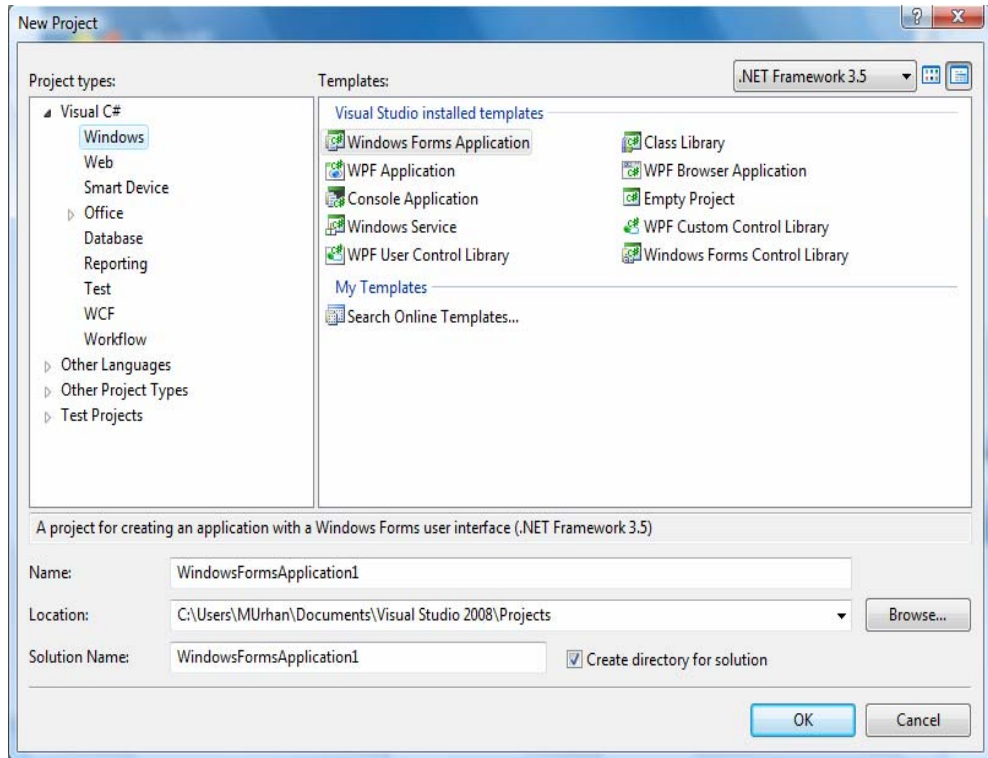 New Project
Project types:
Templates:
.NET Framework 3.5
Visual C#
Windows
Web
Smart Device
Office
Database
Reporting
Test
WCF
Workflow
Other Languages
Other Project Types
Test Projects
Visual Studio installed templates
Windows Forms Application
WPF Application
Console Application
Windows Service
WPF User Control Library
Class Library
WPF Browser Application
Empty Project
WPF Custom Control Library
Windows Forms Control Library
My Templates
Search Online Templates...
A project for creating an application with a Windows Forms user interface (.NET Framework 3.5)
Name:
WindowsFormsApplication1
Location:
C:\Users\MUrhan\Documents\Visual Studio 2008\Projects
Browse...
Solution Name:
WindowsFormsApplication1
Create directory for solution
OK
Cancel